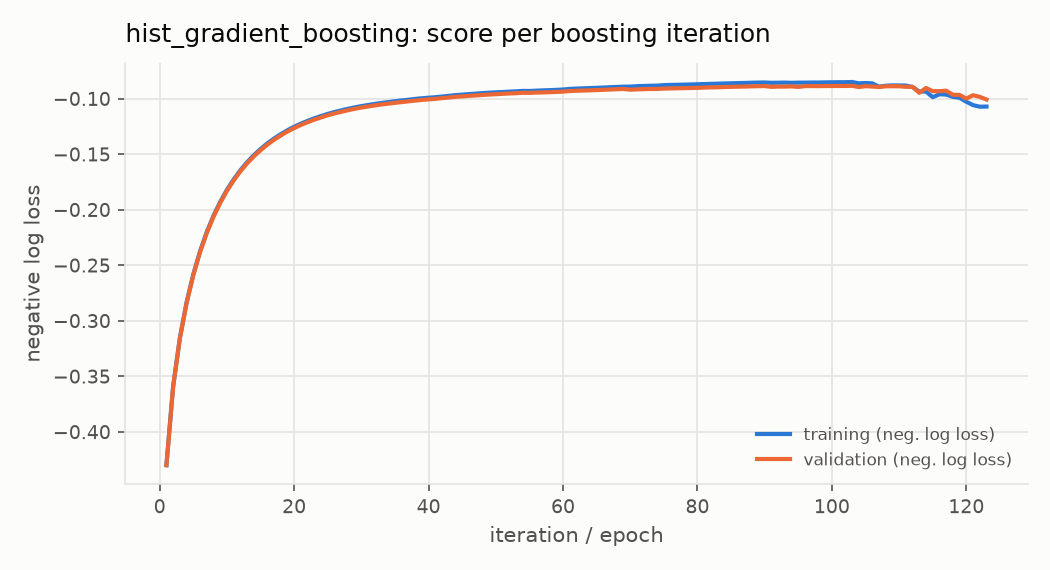 hist_gradient_boosting: score per boosting iteration
negative log loss
−0.10
−0.15
−0.20
−0.25
−0.30
−0.35
−0.40
training (neg. log loss)
validation (neg. log loss)
0 20 40 60 80 100 120
iteration / epoch